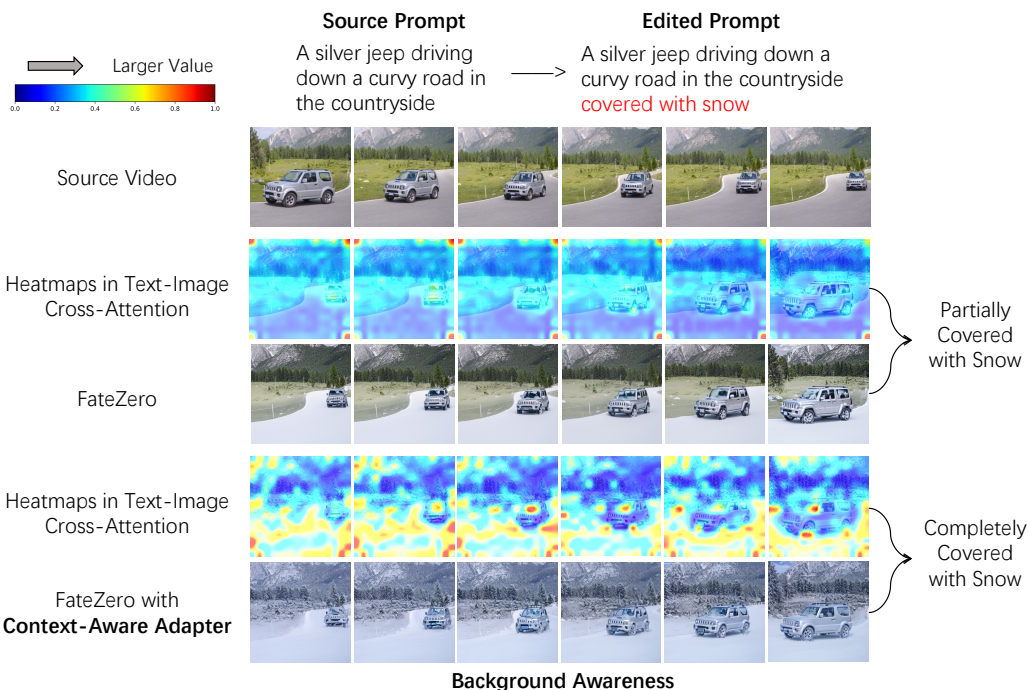 Source Prompt
Edited Prompt
A silver jeep driving
down a curvy road in
the countryside
A silver jeep driving down a
curvy road in the countryside
covered with snow
Larger Value
0.0 0.2 0.4 0.6 0.8 1.0
Source Video
Heatmaps in Text-Image
Cross-Attention
FateZero
Partially
Covered
with Snow
Heatmaps in Text-Image
Cross-Attention
FateZero with
Context-Aware Adapter
Completely
Covered
with Snow
Background Awareness